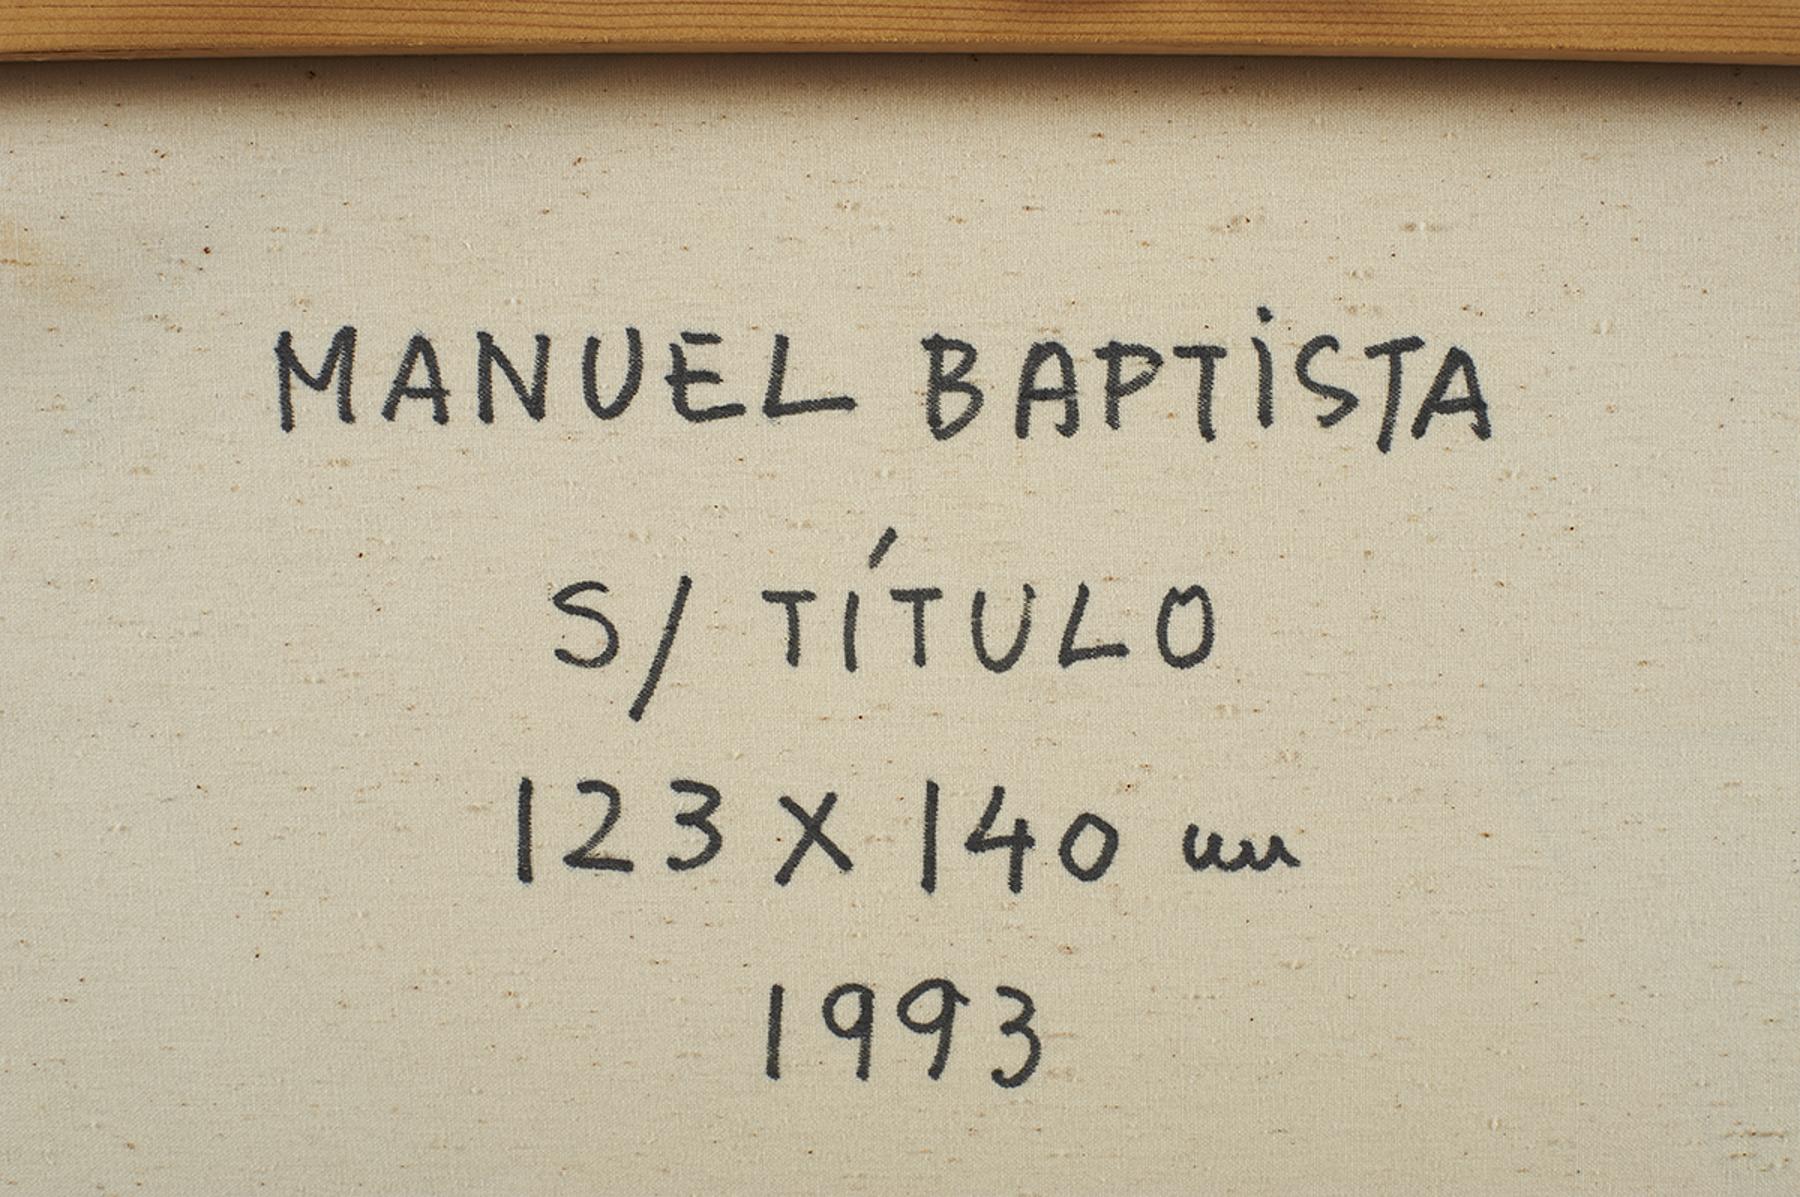 MANUEL BAPTISTA
S/ TÍTULO
123 X 140 cm
1993